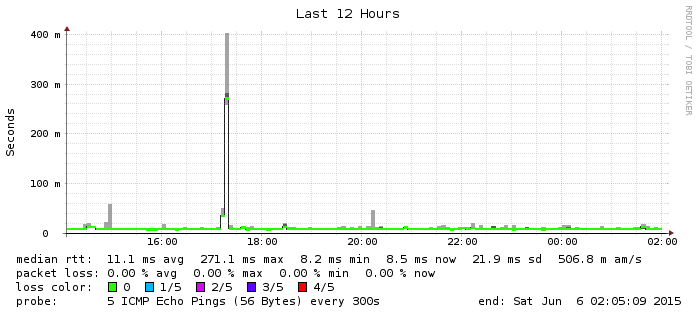 Last 12 Hours
RRDTOOL / TOBI OETIKER
Seconds
400 m
300 m
200 m
100 m
0
16:00 18:00 20:00 22:00 00:00 02:00
median rtt: 11.1 ms avg 271.1 ms max 8.2 ms min 8.5 ms now 21.9 ms sd 506.8 m am/s
packet loss: 0.00 % avg 0.00 % max 0.00 % min 0.00 % now
loss color: 0 1/5 2/5 3/5 4/5
probe: 5 ICMP Echo Pings (56 Bytes) every 300s end: Sat Jun 6 02:05:09 2015